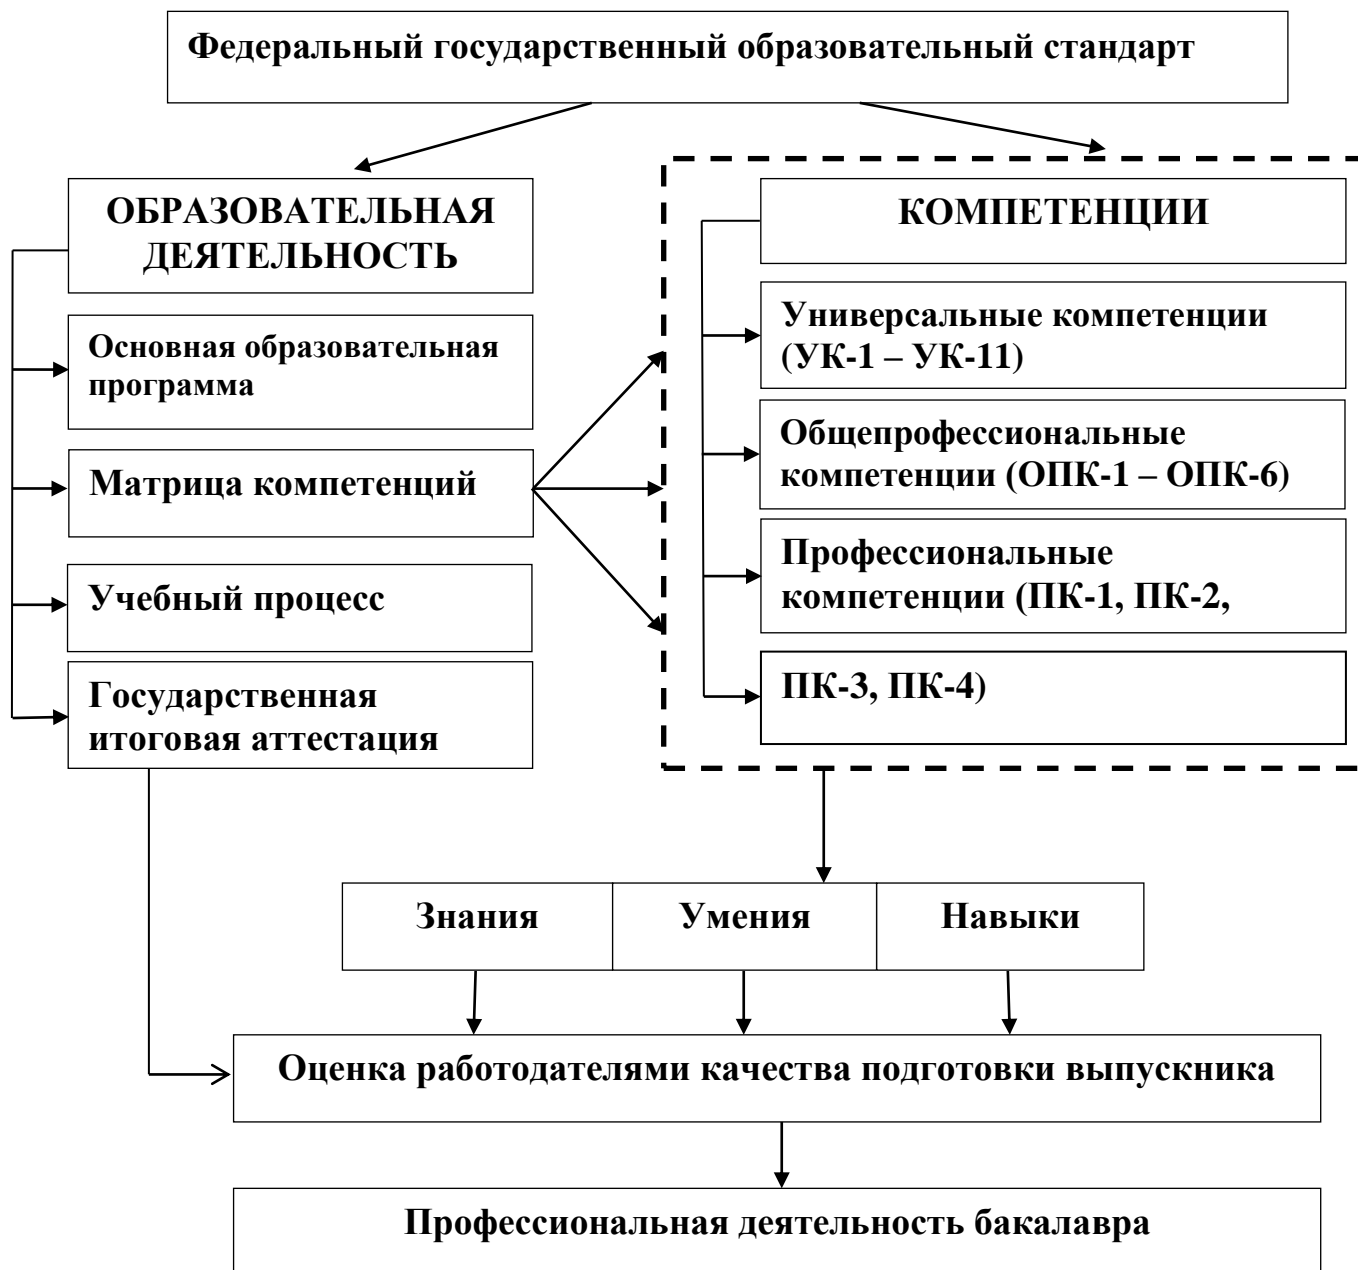 Федеральный государственный образовательный стандарт
ОБРАЗОВАТЕЛЬНАЯ
ДЕЯТЕЛЬНОСТЬ
Основная образовательная
программа
Матрица компетенций
Учебный процесс
Государственная
итоговая аттестация
КОМПЕТЕНЦИИ
Универсальные компетенции
(УК-1 – УК-11)
Общепрофессиональные
компетенции (ОПК-1 – ОПК-6)
Профессиональные
компетенции (ПК-1, ПК-2,
ПК-3, ПК-4)
Знания
Умения
Навыки
Оценка работодателями качества подготовки выпускника
Профессиональная деятельность бакалавра